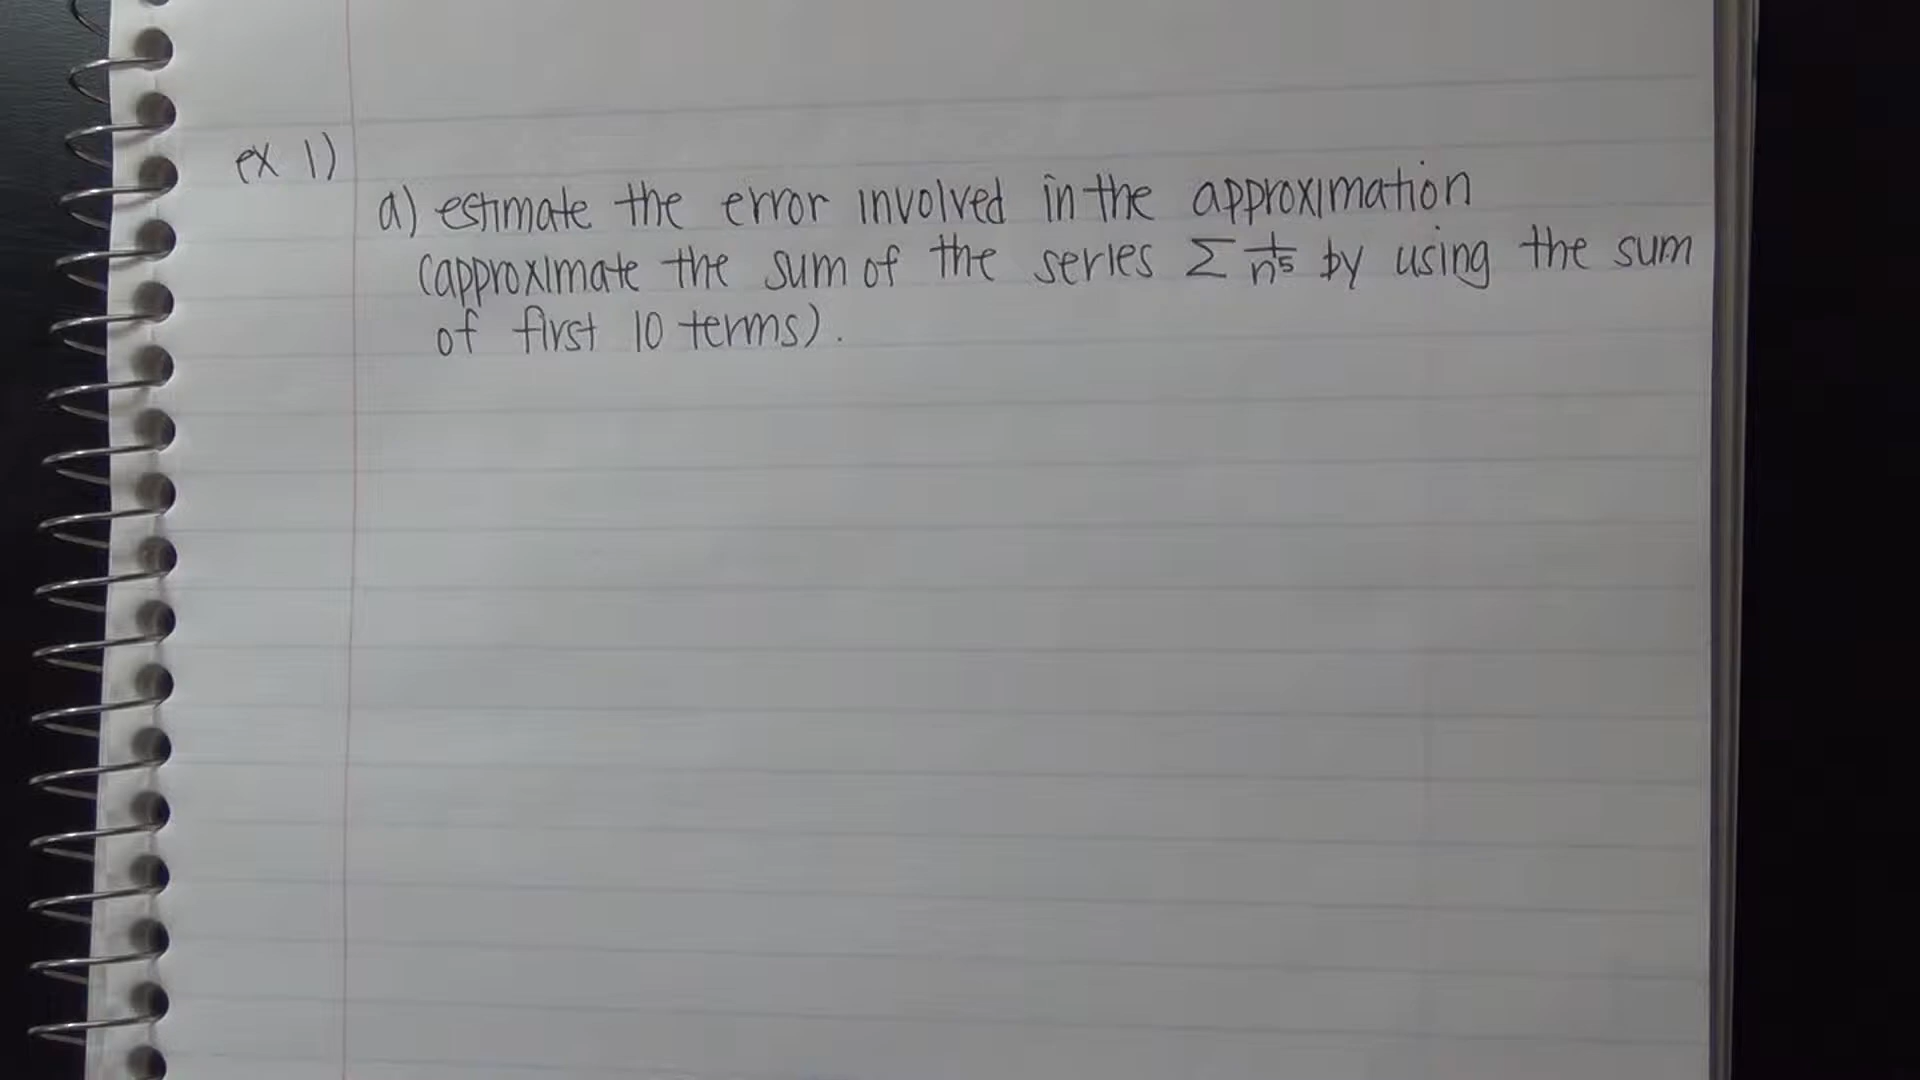 ex 1)
a) estimate the error involved in the approximation
(approximate the sum of the series Σ 1/n⁵ by using the sum
of first 10 terms).